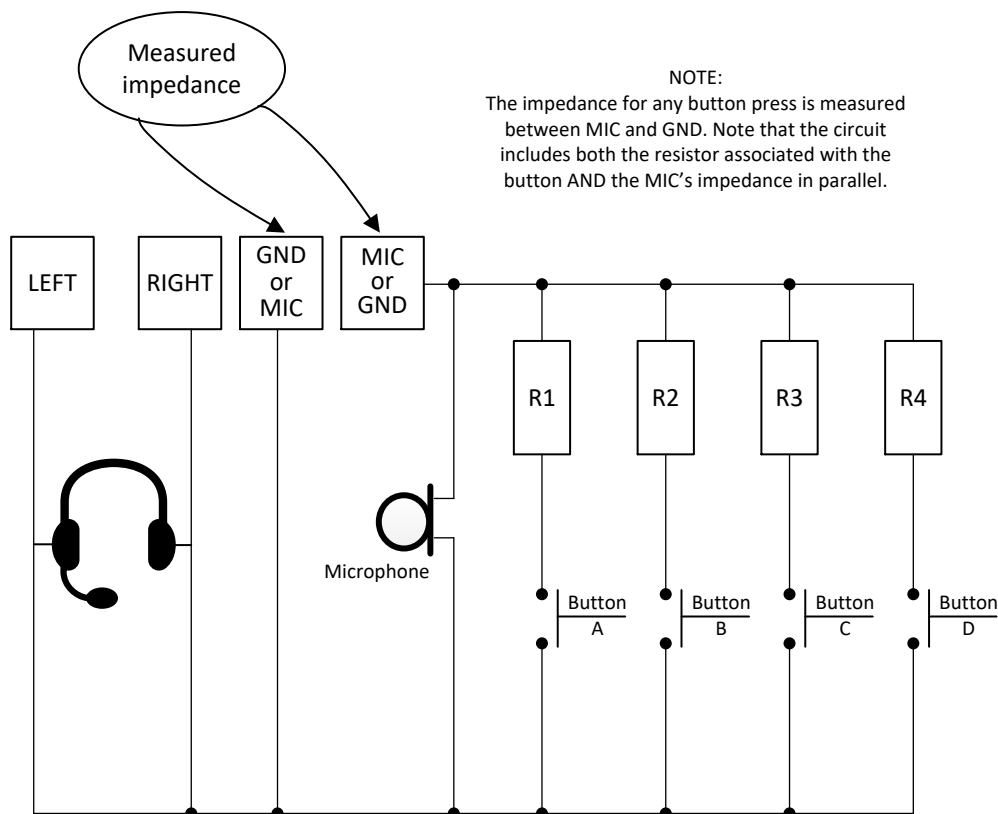 Measured
impedance
NOTE:
The impedance for any button press is measured
between MIC and GND. Note that the circuit
includes both the resistor associated with the
button AND the MIC’s impedance in parallel.
LEFT
RIGHT
GND
or
MIC
MIC
or
GND
R1
R2
R3
R4
Microphone
Button
A
Button
B
Button
C
Button
D